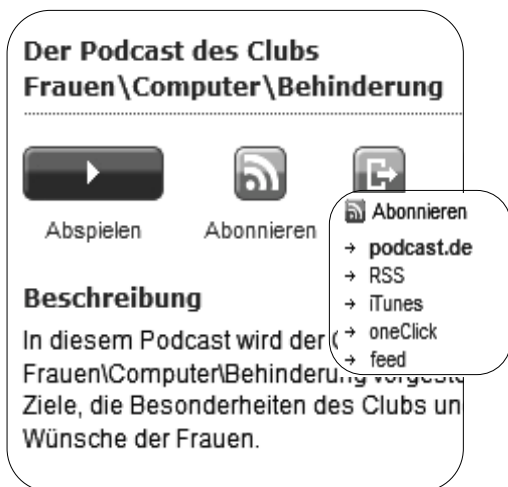 Der Podcast des Clubs
Frauen\Computer\Behinderung
Abspielen
Abonnieren
Abonnieren
→ podcast.de
→ RSS
→ iTunes
→ oneClick
→ feed
Beschreibung
In diesem Podcast wird der
Frauen\Computer\Behinderung
Ziele, die Besonderheiten des Clubs
Wünsche der Frauen.